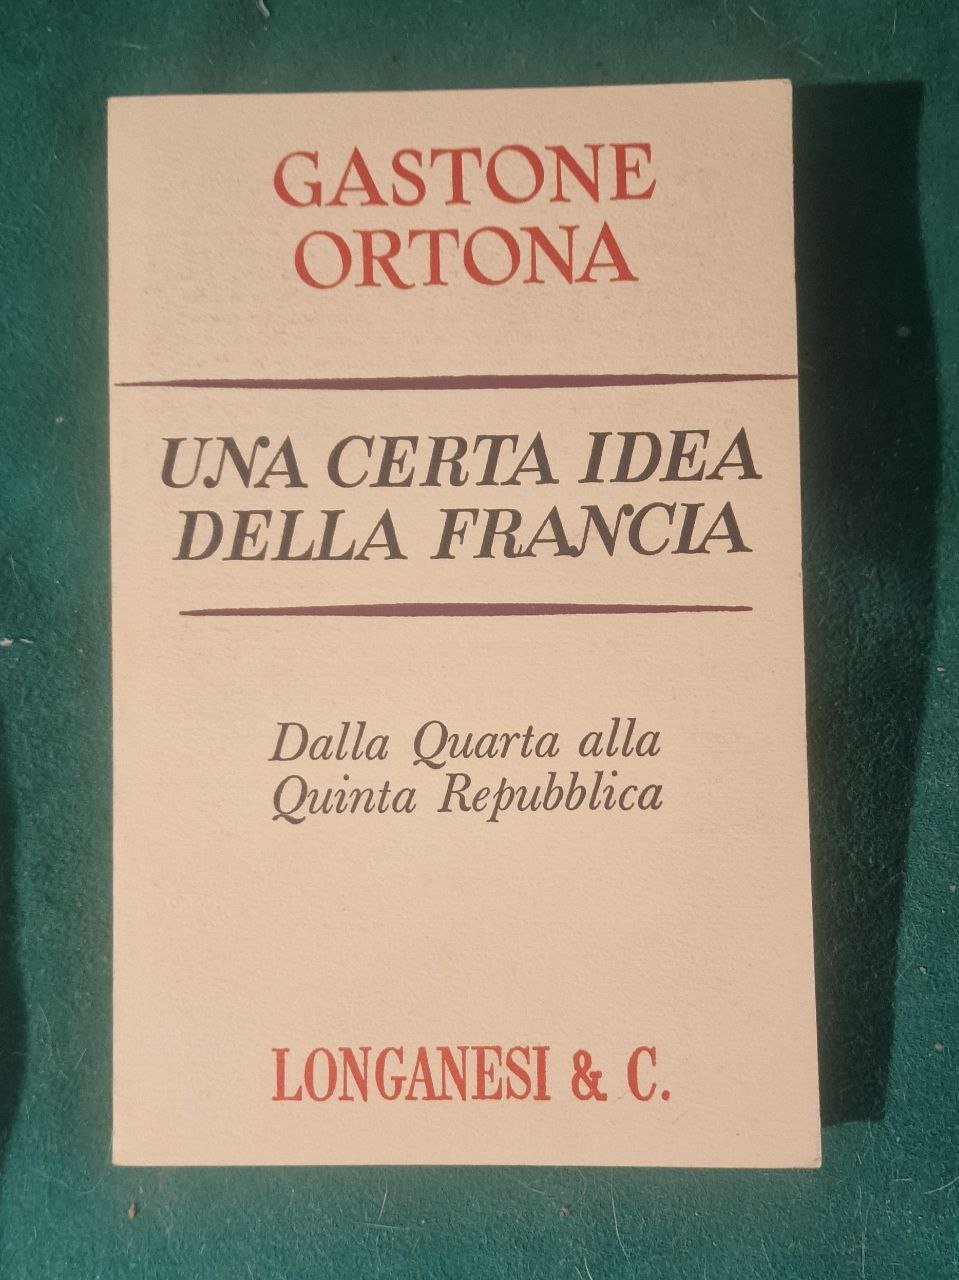 GASTONE
ORTONA
UNA CERTA IDEA
DELLA FRANCIA
Dalla Quarta alla
Quinta Repubblica
LONGANESI & C.